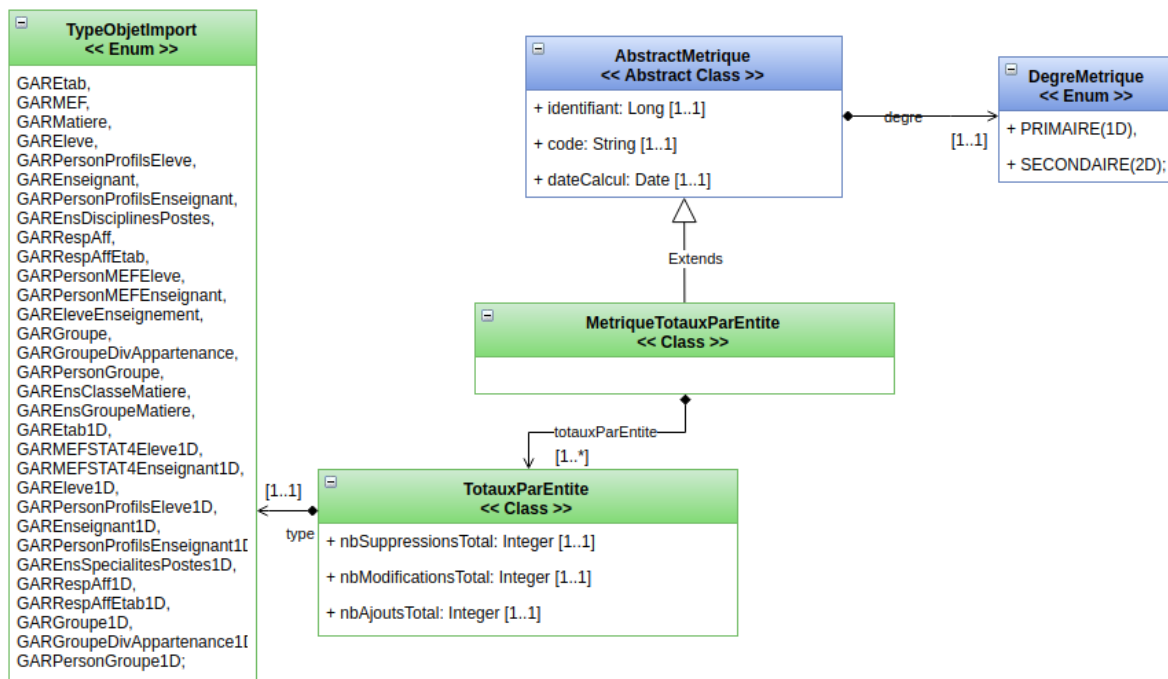 TypeObjetImport
<< Enum >>
GAREtab,
GARMEF,
GARMatiere,
GAREleve,
GARPersonProfilsEleve,
GAREnseignant,
GARPersonProfilsEnseignant,
GAREnsDisciplinesPostes,
GARRespAff,
GARRespAffEtab,
GARPersonMEFEleve,
GARPersonMEFEnseignant,
GAREleveEnseignement,
GARGroupe,
GARGroupeDivAppartenance,
GARPersonGroupe,
GAREnsClasseMatiere,
GAREnsGroupeMatiere,
GAREtab1D,
GARMEFSTAT4Eleve1D,
GARMEFSTAT4Enseignant1D,
GAREleve1D,
GARPersonProfilsEleve1D,
GAREnseignant1D,
GARPersonProfilsEnseignant1D
GAREnsSpecialitesPostes1D,
GARRespAff1D,
GARRespAffEtab1D,
GARGroupe1D,
GARGroupeDivAppartenance1D
GARPersonGroupe1D;
AbstractMetrique
<< Abstract Class >>
+ identifiant: Long [1..1]
+ code: String [1..1]
+ dateCalcul: Date [1..1]
degre
[1..1]
DegreMetrique
<< Enum >>
+ PRIMAIRE(1D),
+ SECONDAIRE(2D);
Extends
MetriqueTotauxParEntite
<< Class >>
totauxParEntite
[1..*]
TotauxParEntite
<< Class >>
+ nbSuppressionsTotal: Integer [1..1]
+ nbModificationsTotal: Integer [1..1]
+ nbAjoutsTotal: Integer [1..1]
[1..1]
type